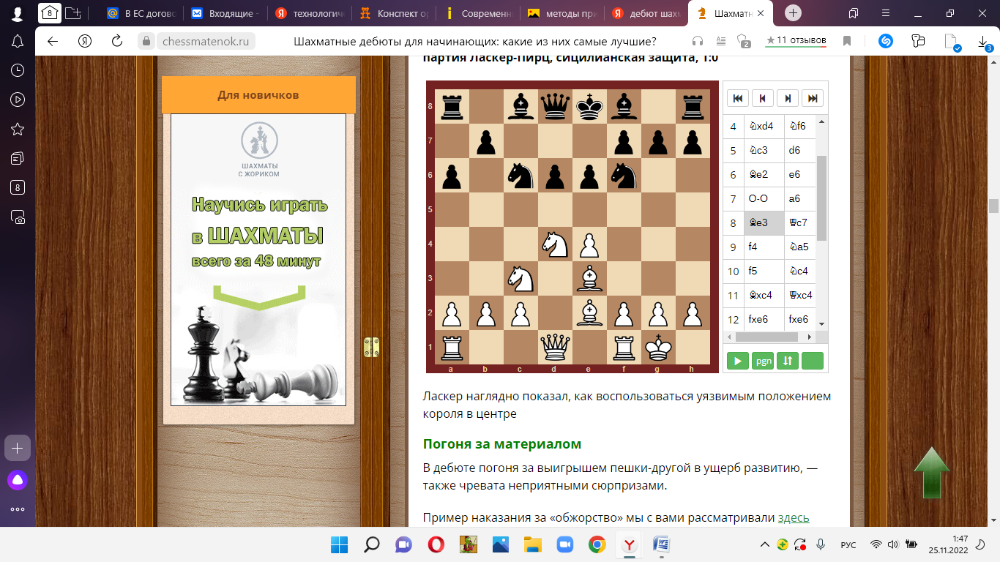 В ЕС догово
Входящие -
технологиче
Конспект ор
Современн
методы при
дебют шахм
Шахматн
chessmatenok.ru
Шахматные дебюты для начинающих: какие из них самые лучшие?
11 отзывов
2
3
8
Для новичков
ШАХМАТЫ
С ЖОРИКОМ
Научись играть
в ШАХМАТЫ
всего за 48 минут
партия Ласкер-Пирц, сицилианская защита, 1:0
8
7
6
5
4
3
2
1
a b c d e f g h
4 ♘xd4 ♘f6
5 ♘c3 d6
6 ♗e2 e6
7 O-O a6
8 ♗e3 ♕c7
9 f4 ♘a5
10 f5 ♘c4
11 ♗xc4 ♕xc4
12 fxe6 fxe6
pgn
Ласкер наглядно показал, как воспользоваться уязвимым положением
короля в центре
Погоня за материалом
В дебюте погоня за выигрышем пешки-другой в ущерб развитию, —
также чревата неприятными сюрпризами.
Пример наказания за «обжорство» мы с вами рассматривали здесь
РУС
1:47
25.11.2022